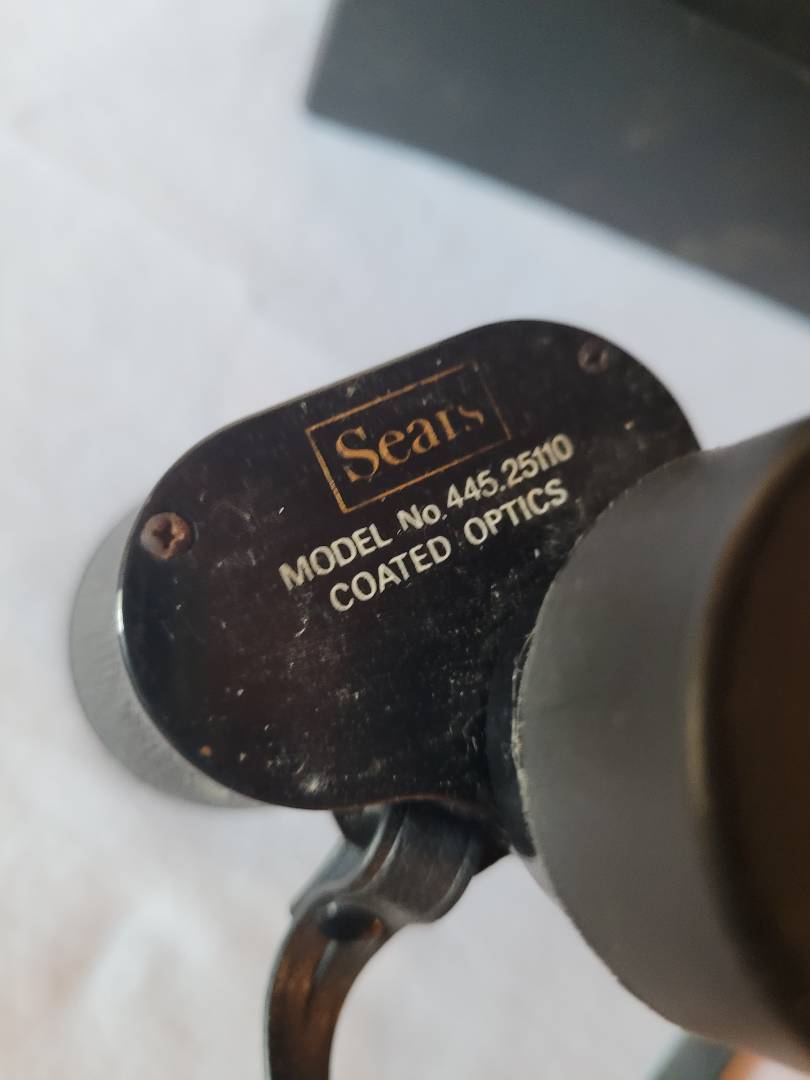 Sears
MODEL No. 445.25110
COATED OPTICS